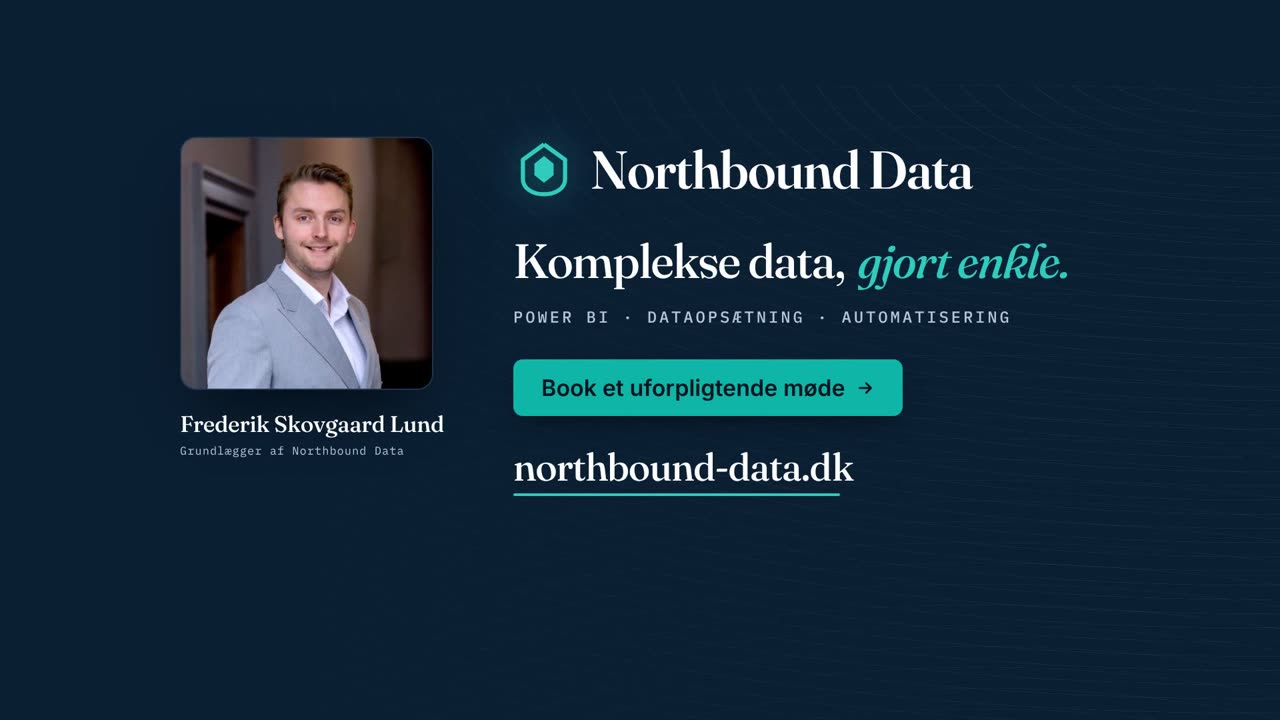 Northbound Data
Komplekse data, gjort enkle.
POWER BI · DATAOPSÆTNING · AUTOMATISERING
Book et uforpligtende møde →
northbound-data.dk
Frederik Skovgaard Lund
Grundlægger af Northbound Data